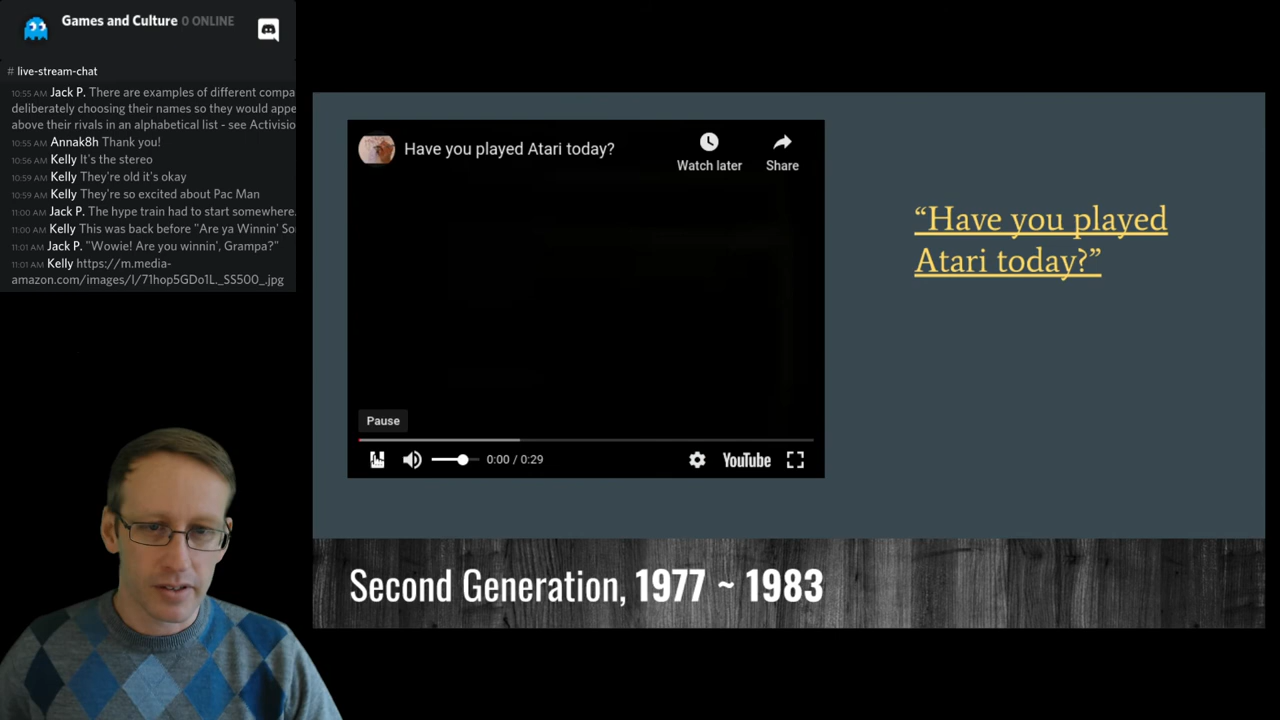 Games and Culture 0 ONLINE
# live-stream-chat
10:55 AM Jack P. There are examples of different compa
deliberately choosing their names so they would appe
above their rivals in an alphabetical list - see Activisio
10:55 AM Annak8h Thank you!
10:56 AM Kelly It's the stereo
10:59 AM Kelly They're old it's okay
10:59 AM Kelly They're so excited about Pac Man
11:00 AM Jack P. The hype train had to start somewhere.
11:00 AM Kelly This was back before "Are ya Winnin' So
11:01 AM Jack P. "Wowie! Are you winnin', Grampa?"
11:01 AM Kelly https://m.media-
amazon.com/images/I/71hop5GDo1L._SS500_.jpg
Have you played Atari today?
Watch later
Share
Pause
0:00 / 0:29
YouTube
“Have you played
Atari today?”
Second Generation, 1977 ~ 1983